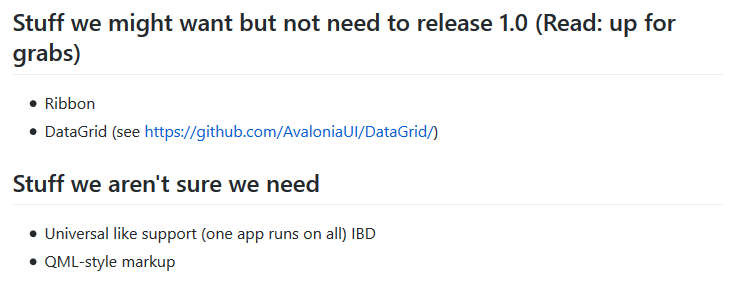 Stuff we might want but not need to release 1.0 (Read: up for
grabs)
Ribbon
DataGrid (see https://github.com/AvaloniaUI/DataGrid/)
Stuff we aren't sure we need
Universal like support (one app runs on all) IBD
QML-style markup